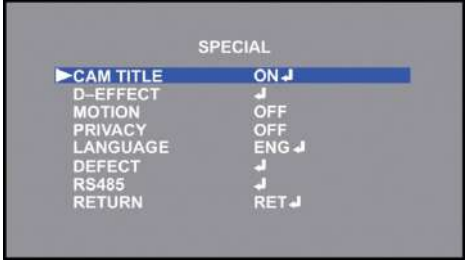 SPECIAL
►CAM TITLE ON↲
D–EFFECT ↲
MOTION OFF
PRIVACY OFF
LANGUAGE ENG↲
DEFECT ↲
RS485 ↲
RETURN RET↲